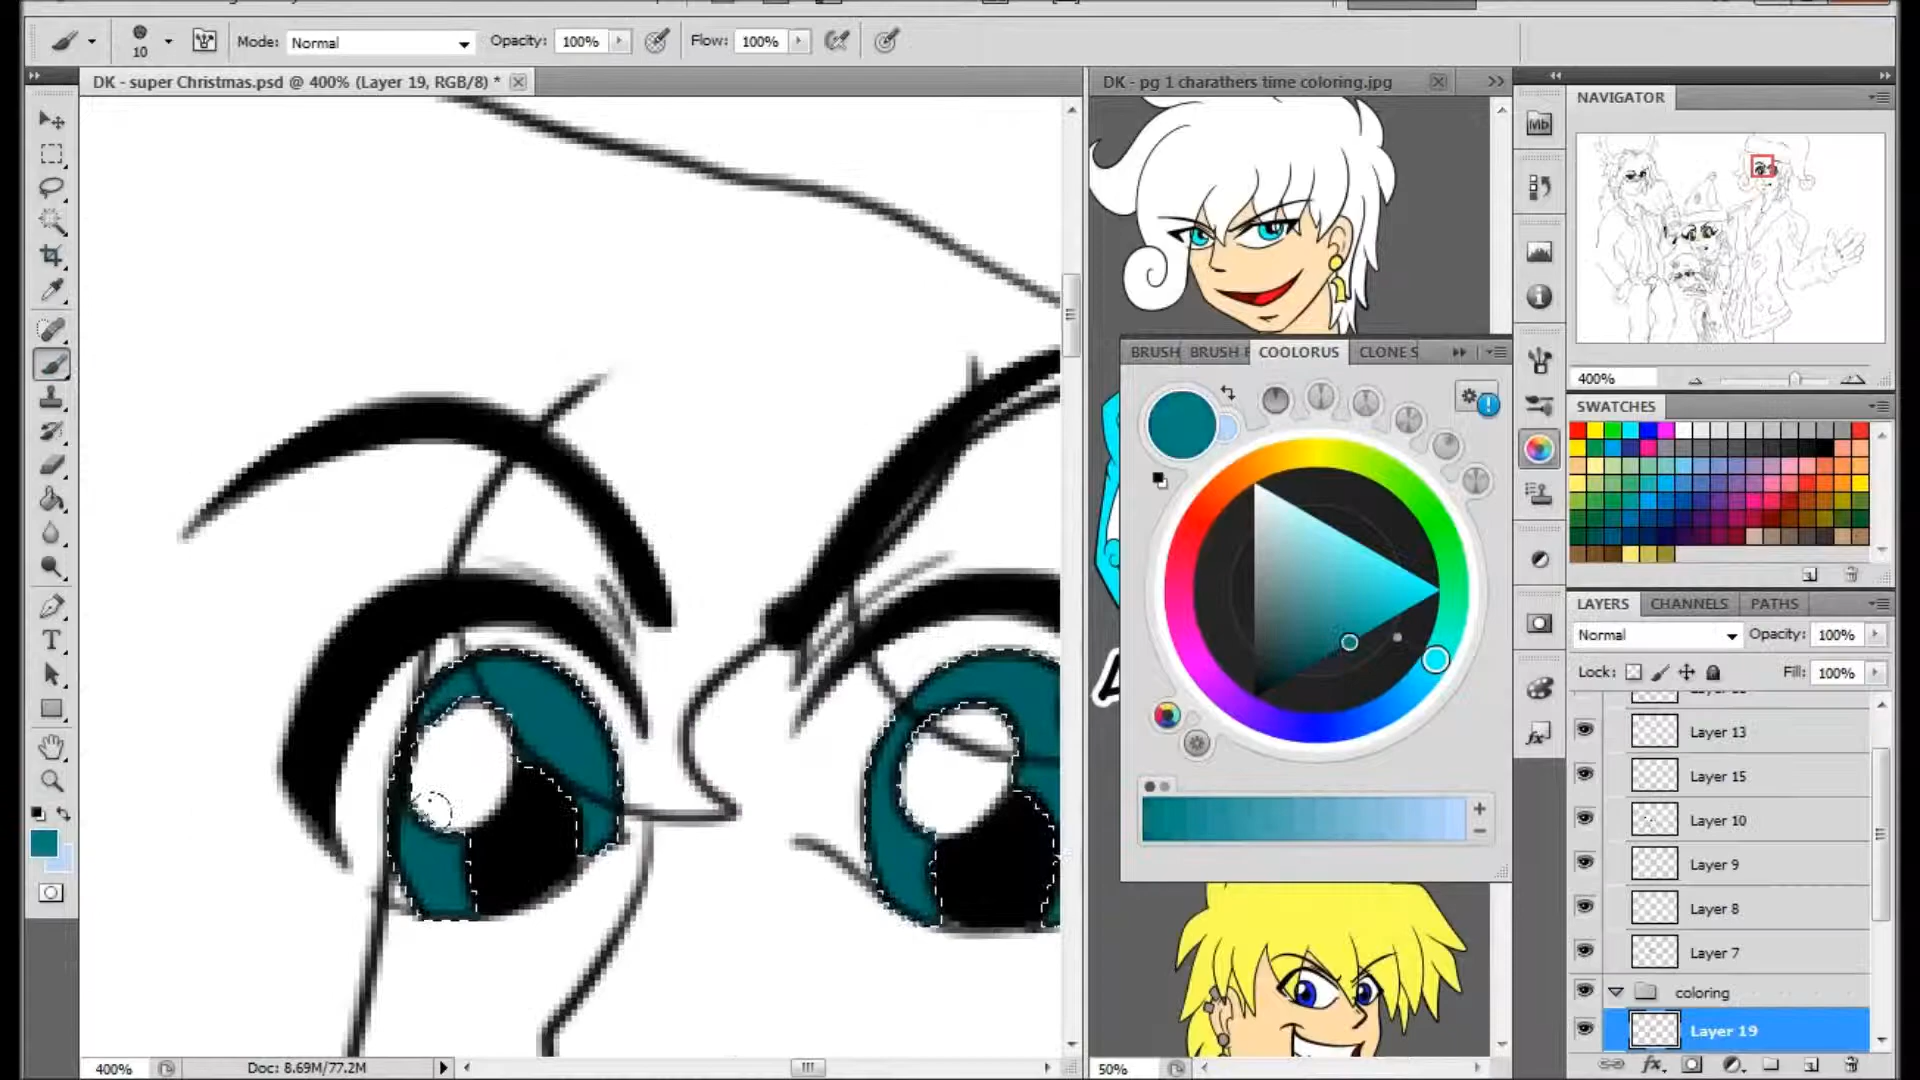 10 Mode: Normal Opacity: 100% Flow: 100%
DK - super Christmas.psd @ 400% (Layer 19, RGB/8) *
DK - pg 1 charathers time coloring.jpg
NAVIGATOR
Mb
400%
BRUSH BRUSH COOLORUS CLONE S
SWATCHES
LAYERS CHANNELS PATHS
Normal Opacity: 100%
Lock: Fill: 100%
Layer 13
Layer 15
Layer 10
Layer 9
Layer 8
Layer 7
coloring
Layer 19
400% Doc: 8.69M/77.2M
50%